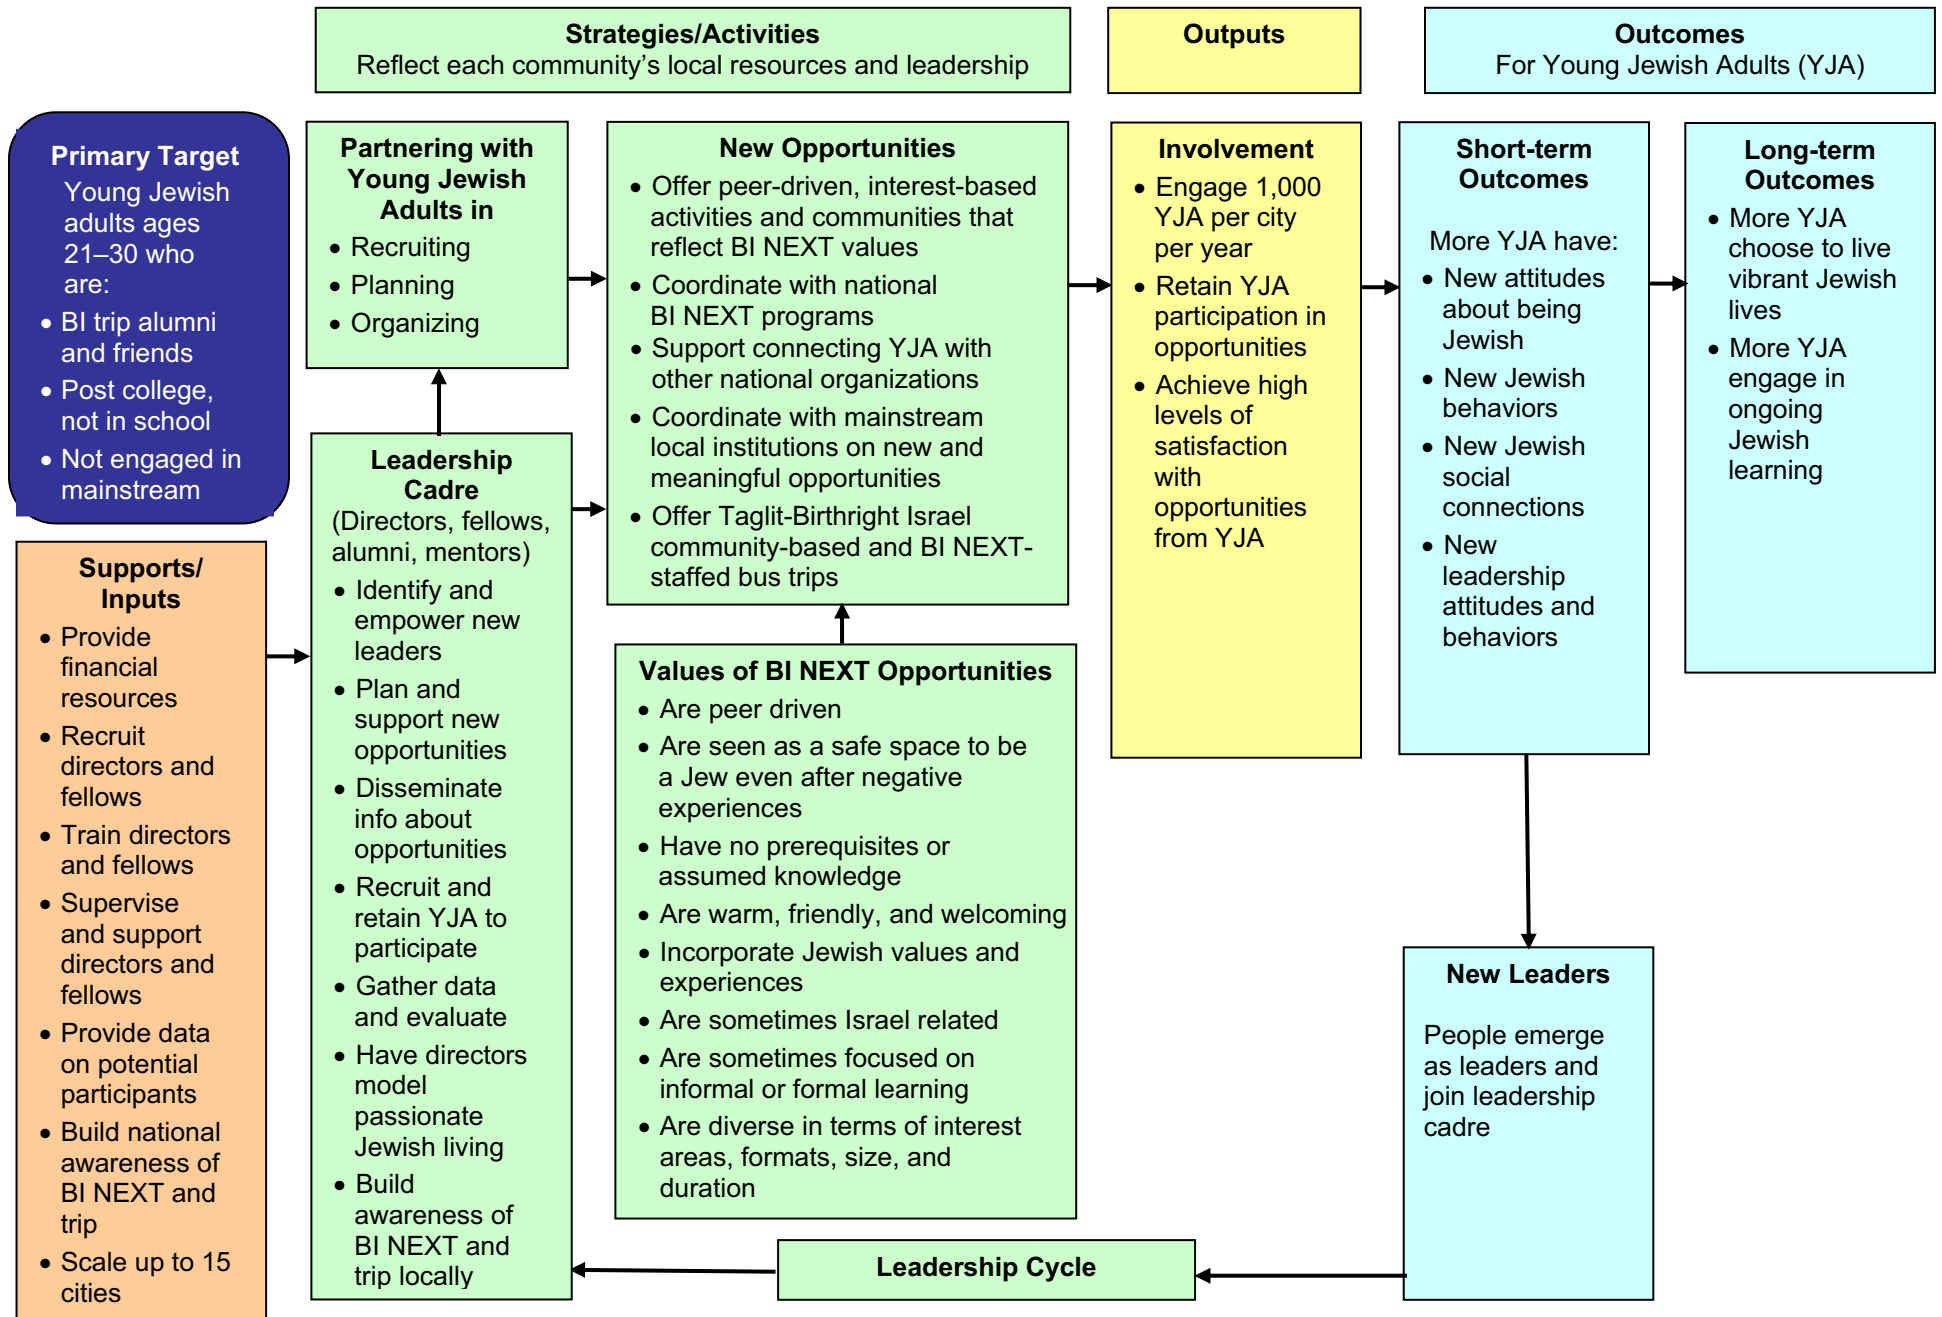 Strategies/Activities
Reflect each community's local resources and leadership
Outputs
Outcomes
For Young Jewish Adults (YJA)
Primary Target
Young Jewish
adults ages
21–30 who
are:
• BI trip alumni
and friends
• Post college,
not in school
• Not engaged in
mainstream
Supports/
Inputs
• Provide
financial
resources
• Recruit
directors and
fellows
• Train directors
and fellows
• Supervise
and support
directors and
fellows
• Provide data
on potential
participants
• Build national
awareness of
BI NEXT and
trip
• Scale up to 15
cities
Partnering with
Young Jewish
Adults in
• Recruiting
• Planning
• Organizing
Leadership
Cadre
(Directors, fellows,
alumni, mentors)
• Identify and
empower new
leaders
• Plan and
support new
opportunities
• Disseminate
info about
opportunities
• Recruit and
retain YJA to
participate
• Gather data
and evaluate
• Have directors
model
passionate
Jewish living
• Build
awareness of
BI NEXT and
trip locally
New Opportunities
• Offer peer-driven, interest-based
activities and communities that
reflect BI NEXT values
• Coordinate with national
BI NEXT programs
• Support connecting YJA with
other national organizations
• Coordinate with mainstream
local institutions on new and
meaningful opportunities
• Offer Taglit-Birthright Israel
community-based and BI NEXT-
staffed bus trips
Values of BI NEXT Opportunities
• Are peer driven
• Are seen as a safe space to be
a Jew even after negative
experiences
• Have no prerequisites or
assumed knowledge
• Are warm, friendly, and welcoming
• Incorporate Jewish values and
experiences
• Are sometimes Israel related
• Are sometimes focused on
informal or formal learning
• Are diverse in terms of interest
areas, formats, size, and
duration
Involvement
• Engage 1,000
YJA per city
per year
• Retain YJA
participation in
opportunities
• Achieve high
levels of
satisfaction
with
opportunities
from YJA
Short-term
Outcomes
More YJA have:
• New attitudes
about being
Jewish
• New Jewish
behaviors
• New Jewish
social
connections
• New
leadership
attitudes and
behaviors
Long-term
Outcomes
• More YJA
choose to live
vibrant Jewish
lives
• More YJA
engage in
ongoing
Jewish
learning
New Leaders
People emerge
as leaders and
join leadership
cadre
Leadership Cycle